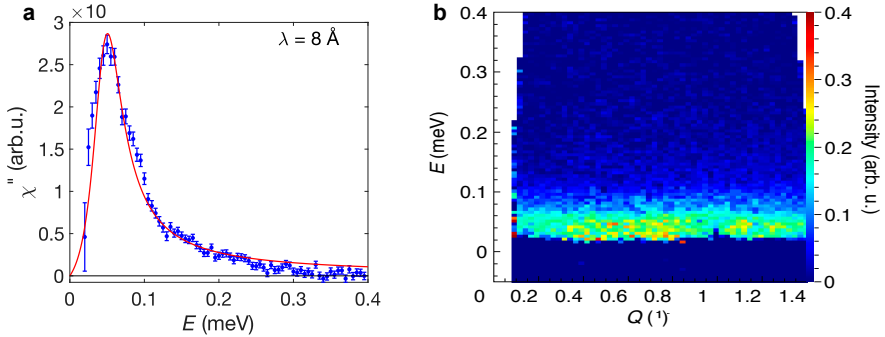 a
×10
3
2.5
2
1.5
1
0.5
0
χ" (arb.u.)
λ = 8 Å
0 0.1 0.2 0.3 0.4
E (meV)
b
0.4
0.3
0.2
0.1
0
E (meV)
0 0.2 0.4 0.6 0.8 1 1.2 1.4
Q (¹)
0.4
0.3
0.2
0.1
0
Intensity (arb. u.)